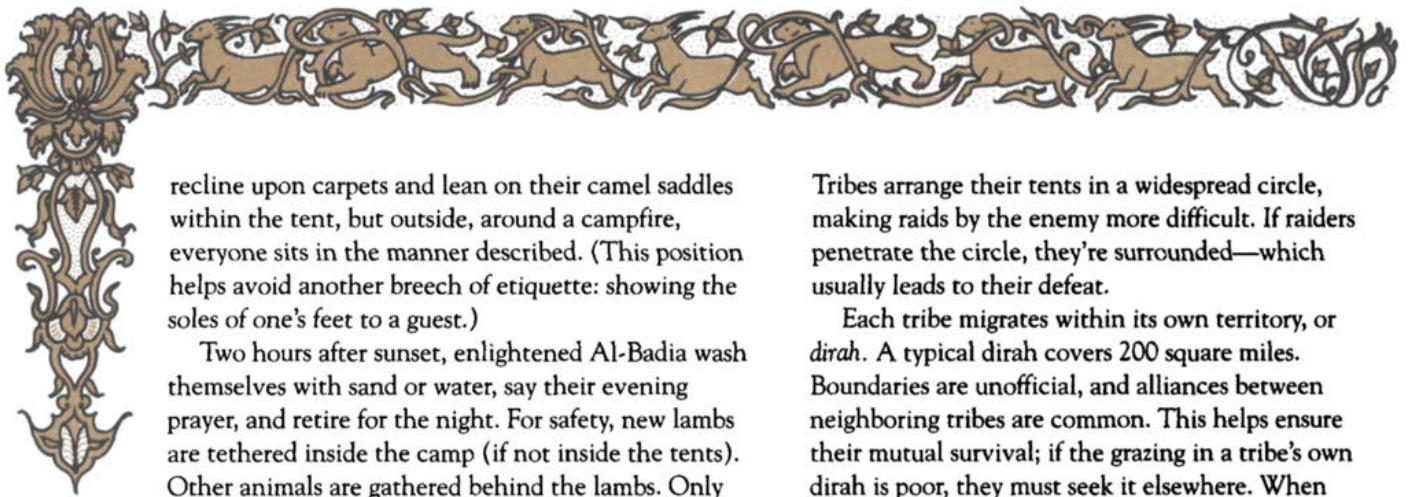 recline upon carpets and lean on their camel saddles
within the tent, but outside, around a campfire,
everyone sits in the manner described. (This position
helps avoid another breech of etiquette: showing the
soles of one's feet to a guest.)
Two hours after sunset, enlightened Al-Badia wash
themselves with sand or water, say their evening
prayer, and retire for the night. For safety, new lambs
are tethered inside the camp (if not inside the tents).
Other animals are gathered behind the lambs. Only
Tribes arrange their tents in a widespread circle,
making raids by the enemy more difficult. If raiders
penetrate the circle, they're surrounded—which
usually leads to their defeat.
Each tribe migrates within its own territory, or
dirah. A typical dirah covers 200 square miles.
Boundaries are unofficial, and alliances between
neighboring tribes are common. This helps ensure
their mutual survival; if the grazing in a tribe's own
dirah is poor, they must seek it elsewhere. When